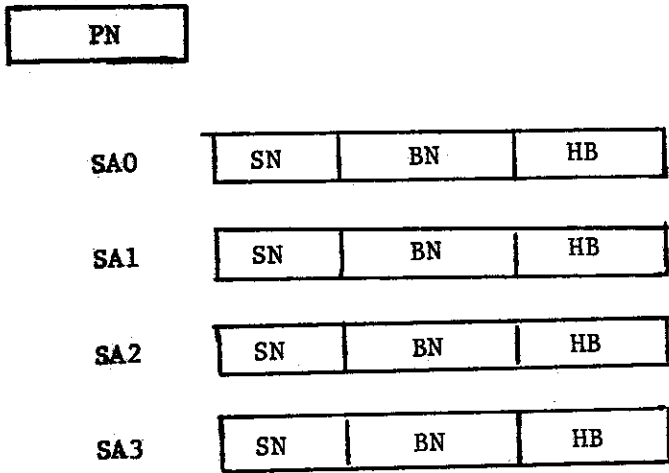 PN
SA0 SN BN HB
SA1 SN BN HB
SA2 SN BN HB
SA3 SN BN HB